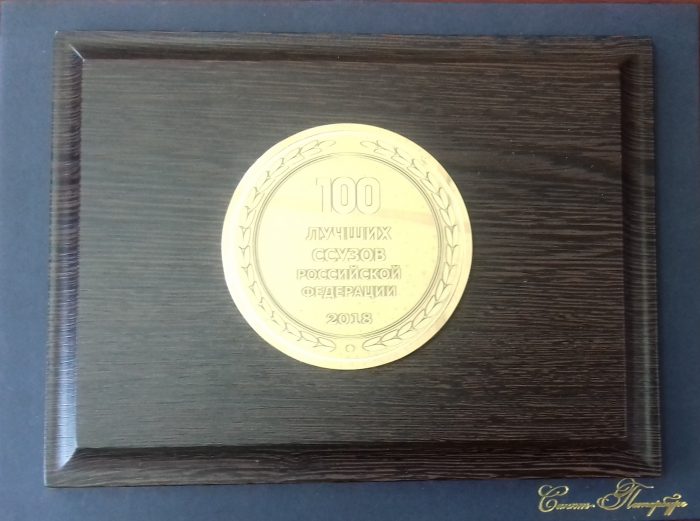 100
ЛУЧШИХ
ССУЗОВ
РОССИЙСКОЙ
ФЕДЕРАЦИИ
2018
Санкт-Петербург